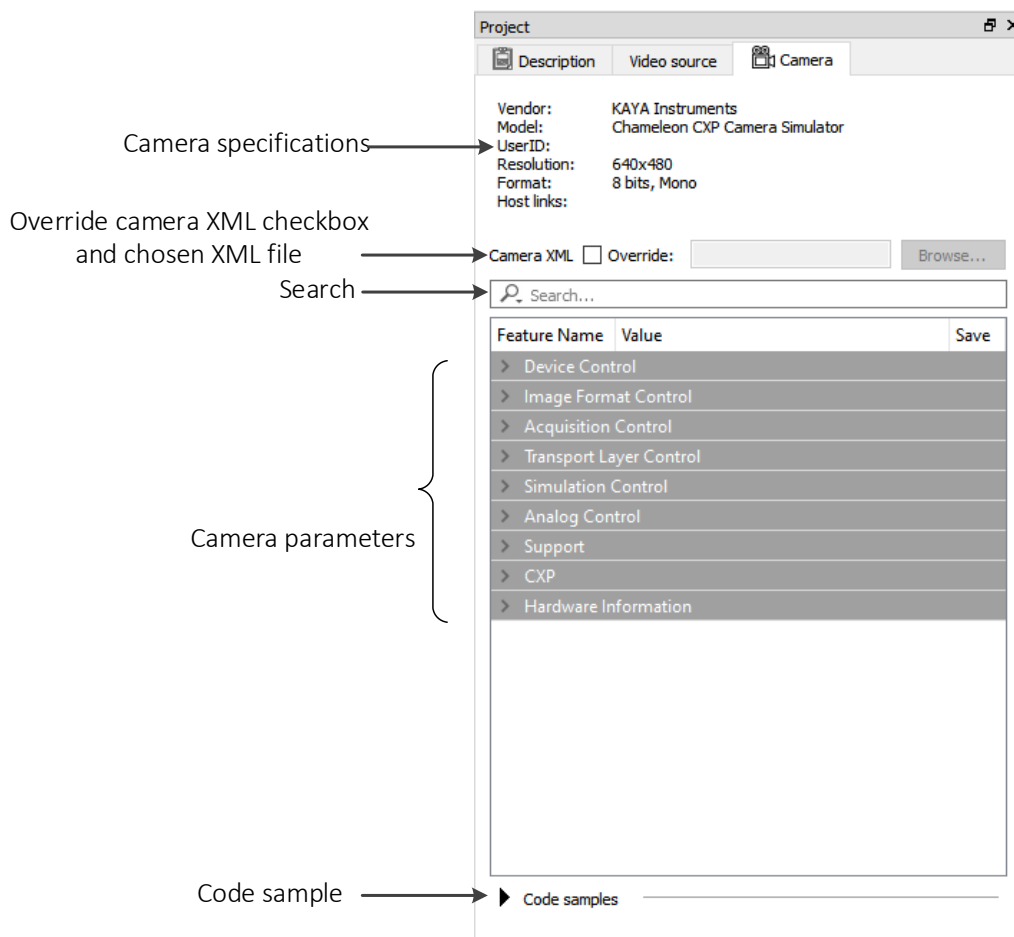 Project
Description Video source Camera
Vendor: KAYA Instruments
Model: Chameleon CXP Camera Simulator
Camera specifications
UserID:
Resolution: 640x480
Format: 8 bits, Mono
Host links:
Override camera XML checkbox
and chosen XML file
Camera XML Override: Browse...
Search
Search...
Feature Name Value Save
Device Control
Image Format Control
Acquisition Control
Transport Layer Control
Simulation Control
Analog Control
Camera parameters
Support
CXP
Hardware Information
Code sample
Code samples